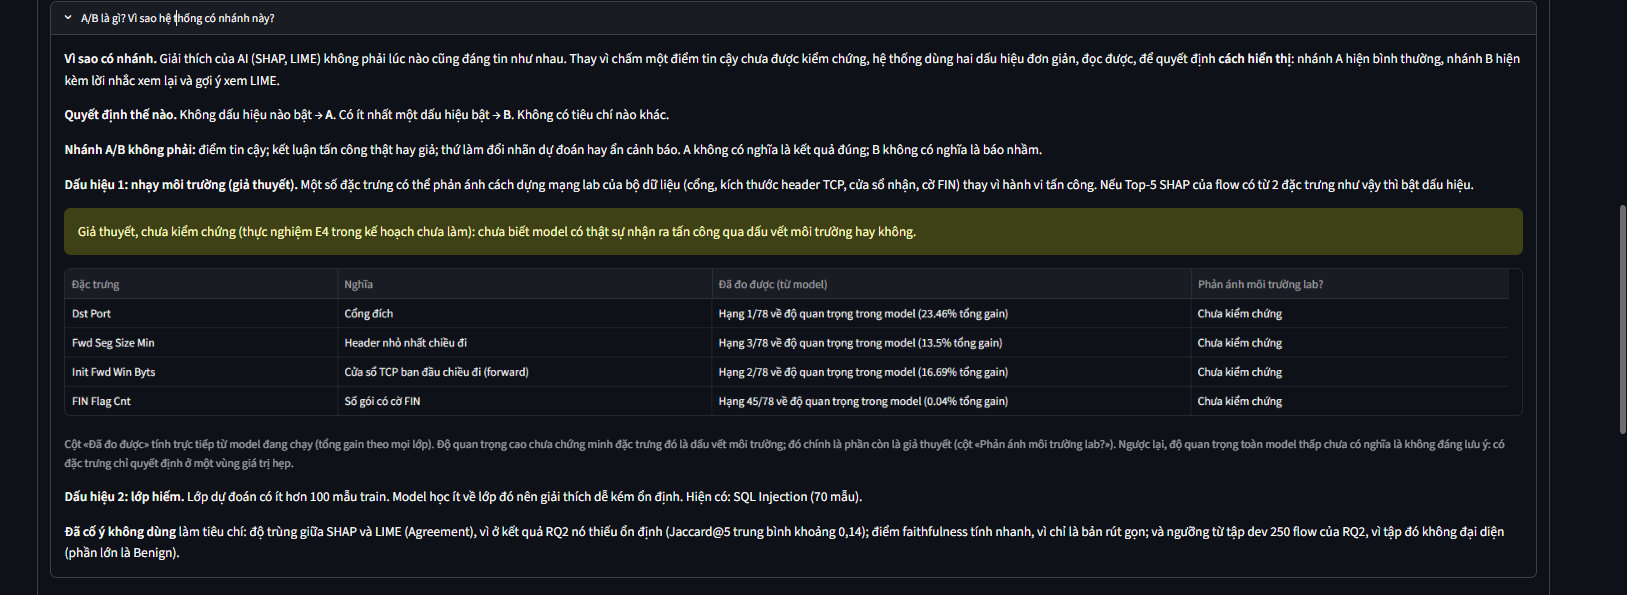 A/B là gì? Vì sao hệ thống có nhánh này?
Vì sao có nhánh. Giải thích của AI (SHAP, LIME) không phải lúc nào cũng đáng tin như nhau. Thay vì chấm một điểm tin cậy chưa được kiểm chứng, hệ thống dùng hai dấu hiệu đơn giản, đọc được, để quyết định cách hiển thị: nhánh A hiện bình thường, nhánh B hiện
kèm lời nhắc xem lại và gợi ý xem LIME.
Quyết định thế nào. Không dấu hiệu nào bật → A. Có ít nhất một dấu hiệu bật → B. Không có tiêu chí nào khác.
Nhánh A/B không phải: điểm tin cậy; kết luận tấn công thật hay giả; thứ làm đổi nhãn dự đoán hay ẩn cảnh báo. A không có nghĩa là kết quả đúng; B không có nghĩa là báo nhầm.
Dấu hiệu 1: nhạy môi trường (giả thuyết). Một số đặc trưng có thể phản ánh cách dựng mạng lab của bộ dữ liệu (cổng, kích thước header TCP, cửa sổ nhận, cờ FIN) thay vì hành vi tấn công. Nếu Top-5 SHAP của flow có từ 2 đặc trưng như vậy thì bật dấu hiệu.
Giả thuyết, chưa kiểm chứng (thực nghiệm E4 trong kế hoạch chưa làm): chưa biết model có thật sự nhận ra tấn công qua dấu vết môi trường hay không.
Đặc trưng Nghĩa Đã đo được (từ model) Phản ánh môi trường lab?
Dst Port Cổng đích Hạng 1/78 về độ quan trọng trong model (23.46% tổng gain) Chưa kiểm chứng
Fwd Seg Size Min Header nhỏ nhất chiều đi Hạng 3/78 về độ quan trọng trong model (13.5% tổng gain) Chưa kiểm chứng
Init Fwd Win Byts Cửa sổ TCP ban đầu chiều đi (forward) Hạng 2/78 về độ quan trọng trong model (16.69% tổng gain) Chưa kiểm chứng
FIN Flag Cnt Số gói có cờ FIN Hạng 45/78 về độ quan trọng trong model (0.04% tổng gain) Chưa kiểm chứng
Cột «Đã đo được» tính trực tiếp từ model đang chạy (tổng gain theo mọi lớp). Độ quan trọng cao chưa chứng minh đặc trưng đó là dấu vết môi trường; đó chính là phần còn là giả thuyết (cột «Phản ánh môi trường lab?»). Ngược lại, độ quan trọng toàn model thấp chưa có nghĩa là không đáng lưu ý: có
đặc trưng chỉ quyết định ở một vùng giá trị hẹp.
Dấu hiệu 2: lớp hiếm. Lớp dự đoán có ít hơn 100 mẫu train. Model học ít về lớp đó nên giải thích dễ kém ổn định. Hiện có: SQL Injection (70 mẫu).
Đã cố ý không dùng làm tiêu chí: độ trùng giữa SHAP và LIME (Agreement), vì ở kết quả RQ2 nó thiếu ổn định (Jaccard@5 trung bình khoảng 0,14); điểm faithfulness tính nhanh, vì chỉ là bản rút gọn; và ngưỡng từ tập dev 250 flow của RQ2, vì tập đó không đại diện
(phần lớn là Benign).